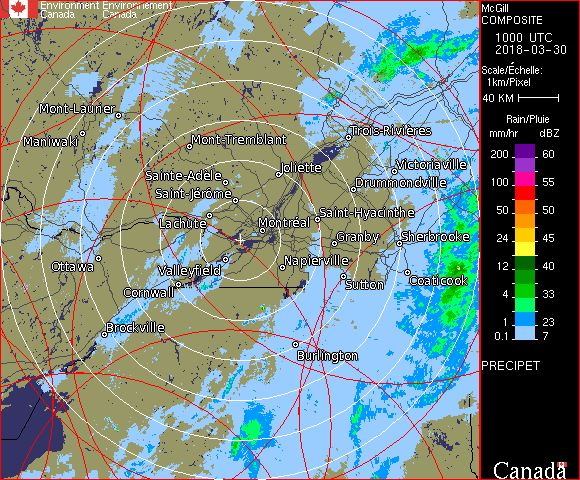 Environment Environnement
Canada Canada
McGill
COMPOSITE
1000 UTC
2018-03-30
Scale/Échelle:
1km/Pixel
40 KM
Rain/Pluie
mm/hr dBZ
200 60
57
100 55
50
50 45
24 42
12 40
4 33
1 23
0.1 7
PRECIPET
Mont-Laurier
Maniwaki
Mont-Tremblant
Trois-Rivières
Joliette
Victoriaville
Sainte-Adèle
Drummondville
Saint-Jérôme
Saint-Hyacinthe
Lachute
Montréal
Granby
Sherbrooke
Ottawa
Valleyfield
Napierville
Sutton
Coaticook
Cornwall
Brockville
Burlington
Canada